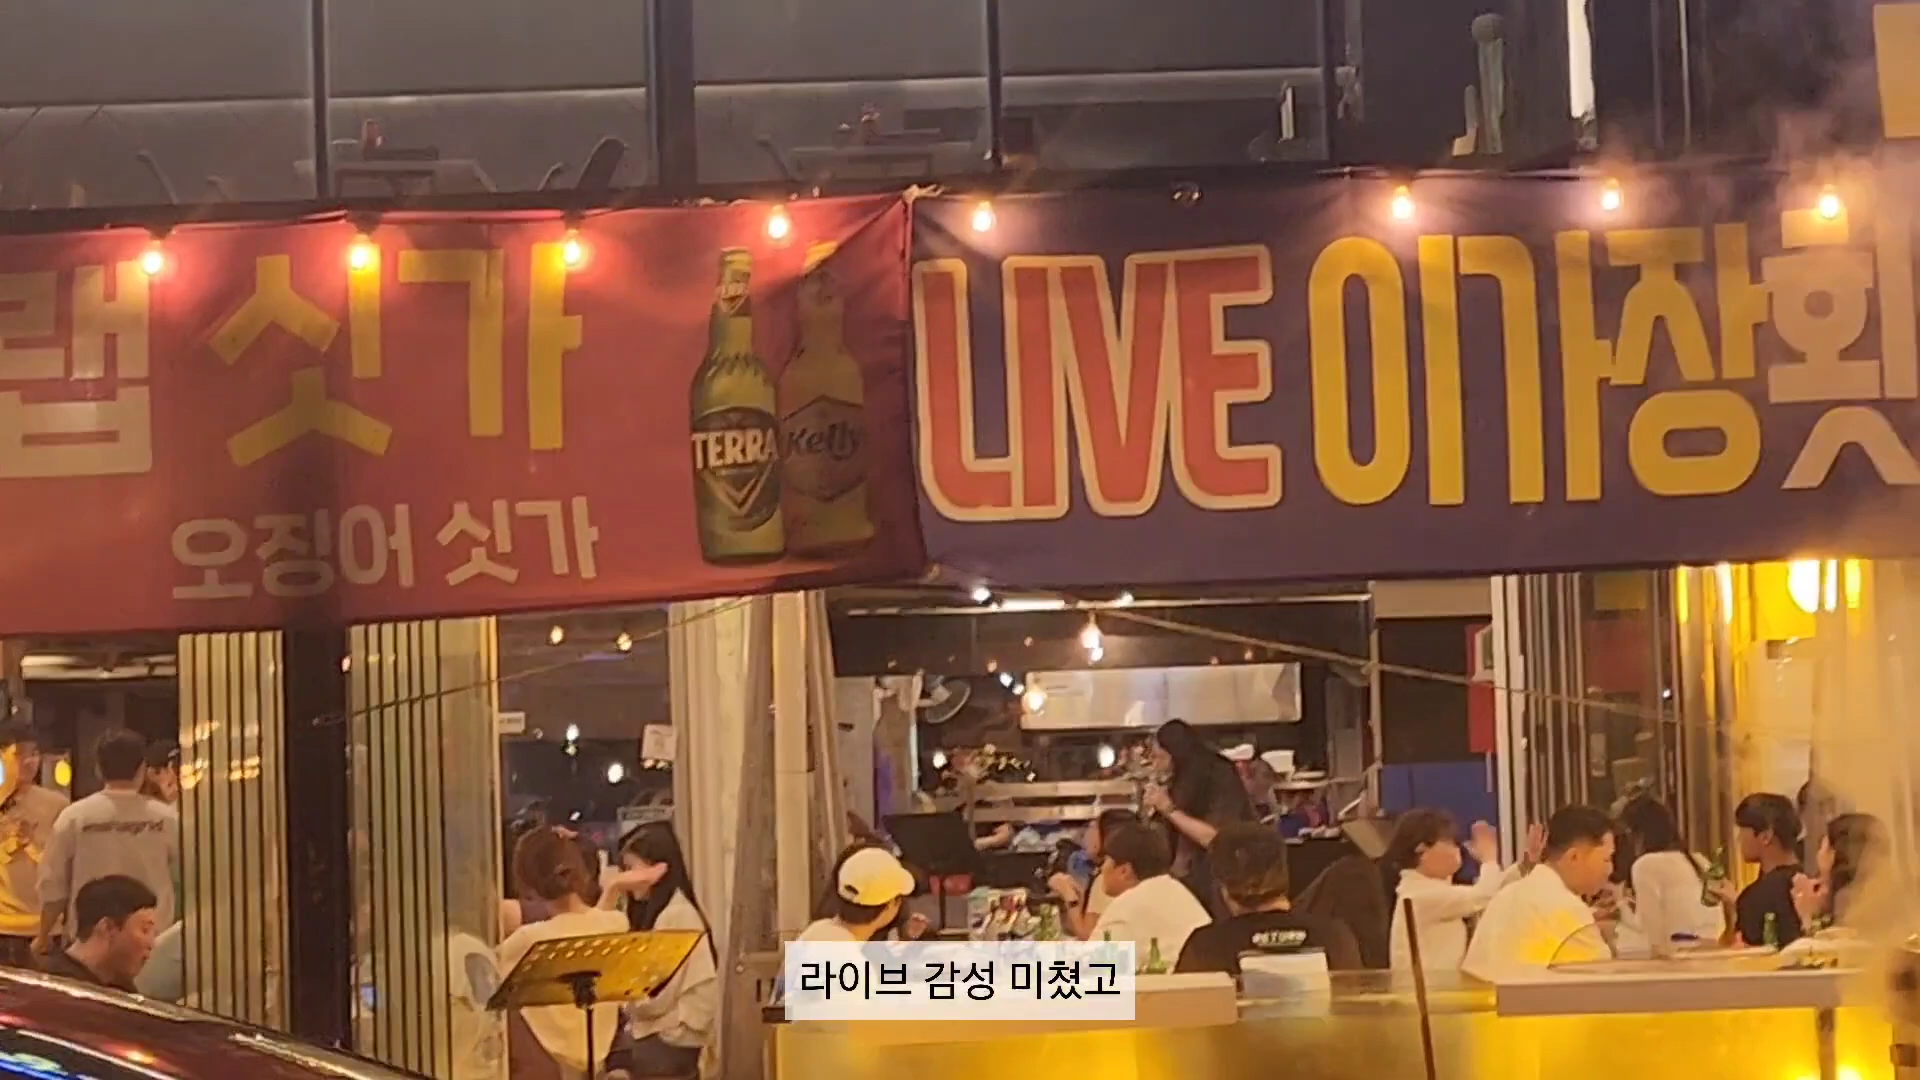 랩 싯가
오징어 싯가
TERRA
Kelly
LIVE 이가장횟
RETURN
라이브 감성 미쳤고